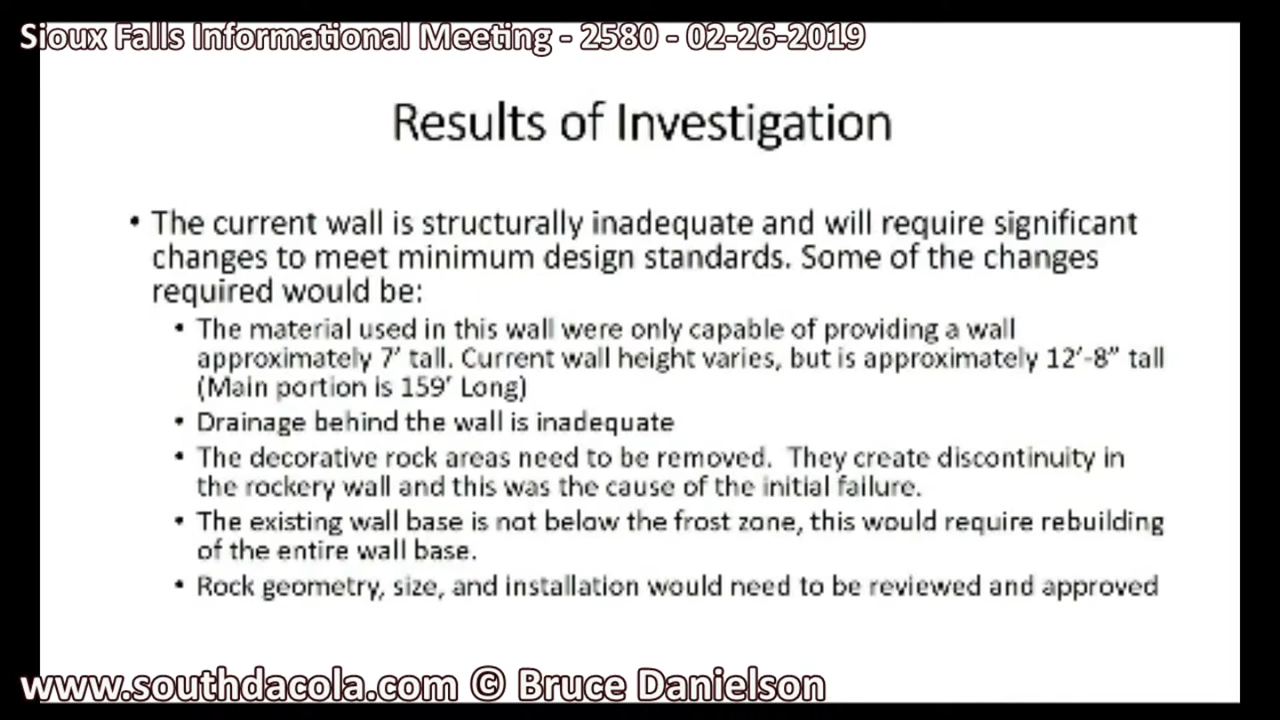 Sioux Falls Informational Meeting - 2580 - 02-26-2019
Results of Investigation
• The current wall is structurally inadequate and will require significant
changes to meet minimum design standards. Some of the changes
required would be:
• The material used in this wall were only capable of providing a wall
approximately 7' tall. Current wall height varies, but is approximately 12'-8" tall
(Main portion is 159' Long)
• Drainage behind the wall is inadequate
• The decorative rock areas need to be removed.  They create discontinuity in
the rockery wall and this was the cause of the initial failure.
• The existing wall base is not below the frost zone, this would require rebuilding
of the entire wall base.
• Rock geometry, size, and installation would need to be reviewed and approved
www.southdacola.com © Bruce Danielson